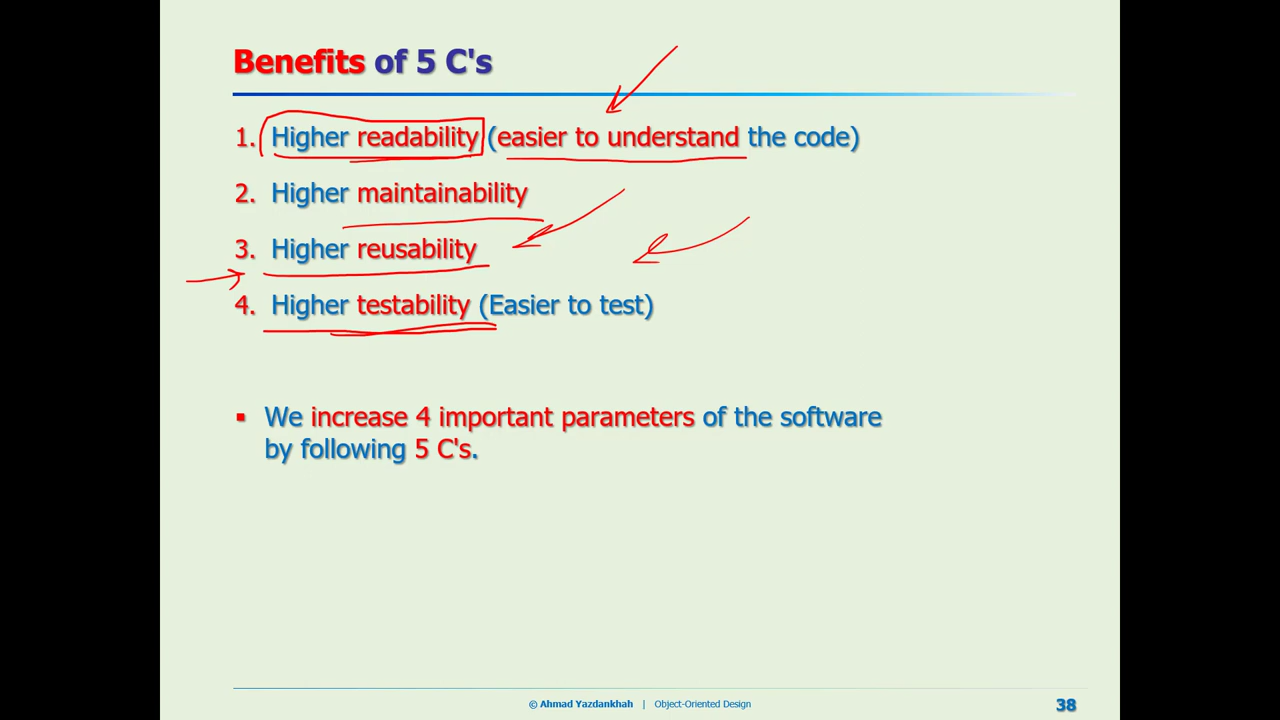 Benefits of 5 C's
1. Higher readability (easier to understand the code)
2. Higher maintainability
3. Higher reusability
4. Higher testability (Easier to test)
▪ We increase 4 important parameters of the software
by following 5 C's.
© Ahmad Yazdankhah | Object-Oriented Design
38